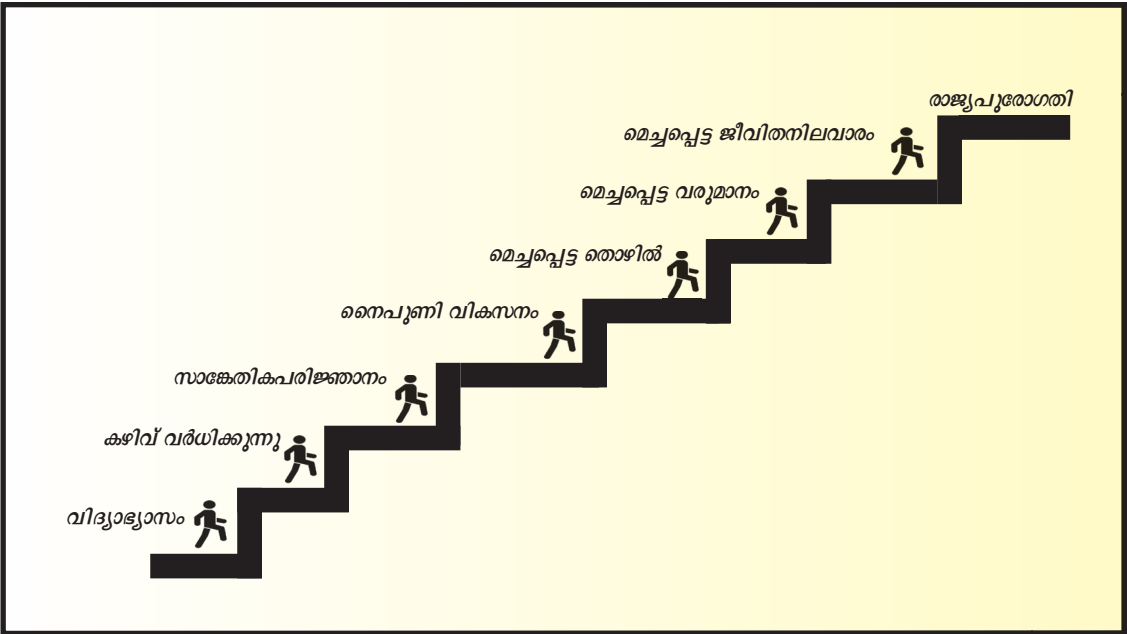 രാജ്യപുരോഗതി
മെച്ചപ്പെട്ട ജീവിതനിലവാരം
മെച്ചപ്പെട്ട വരുമാനം
മെച്ചപ്പെട്ട തൊഴിൽ
നൈപുണി വികസനം
സാങ്കേതികപരിജ്ഞാനം
കഴിവ് വർധിക്കുന്നു
വിദ്യാഭ്യാസം